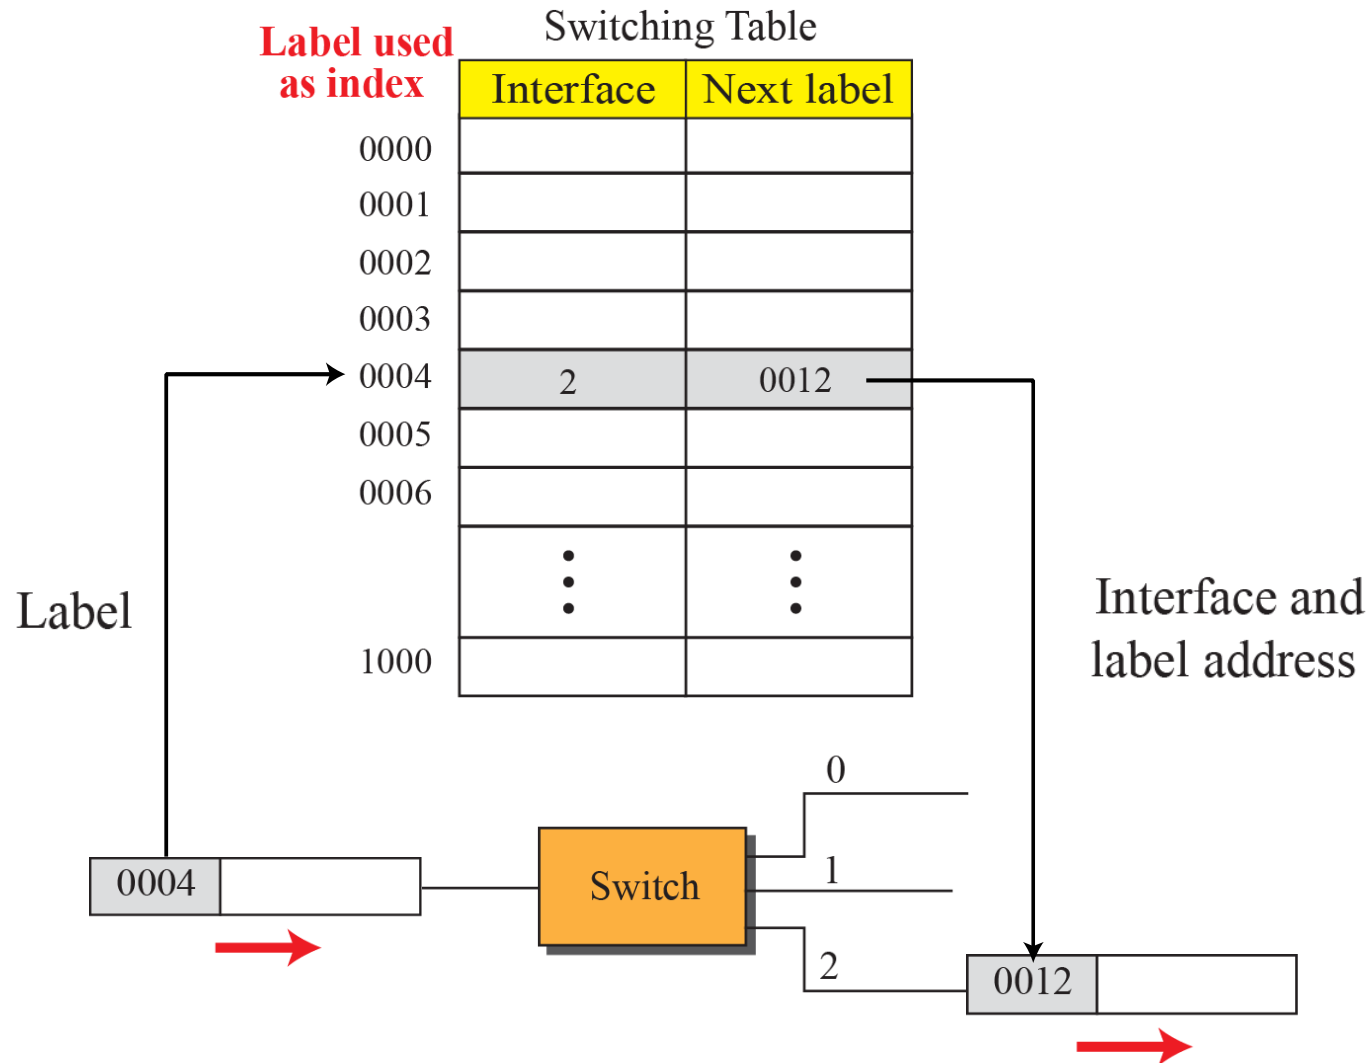 Switching Table
Label used
as index
Interface Next label
0000
0001
0002
0003
0004 2 0012
0005
0006
1000
Label
Interface and
label address
0
1
2
0004
Switch
0012